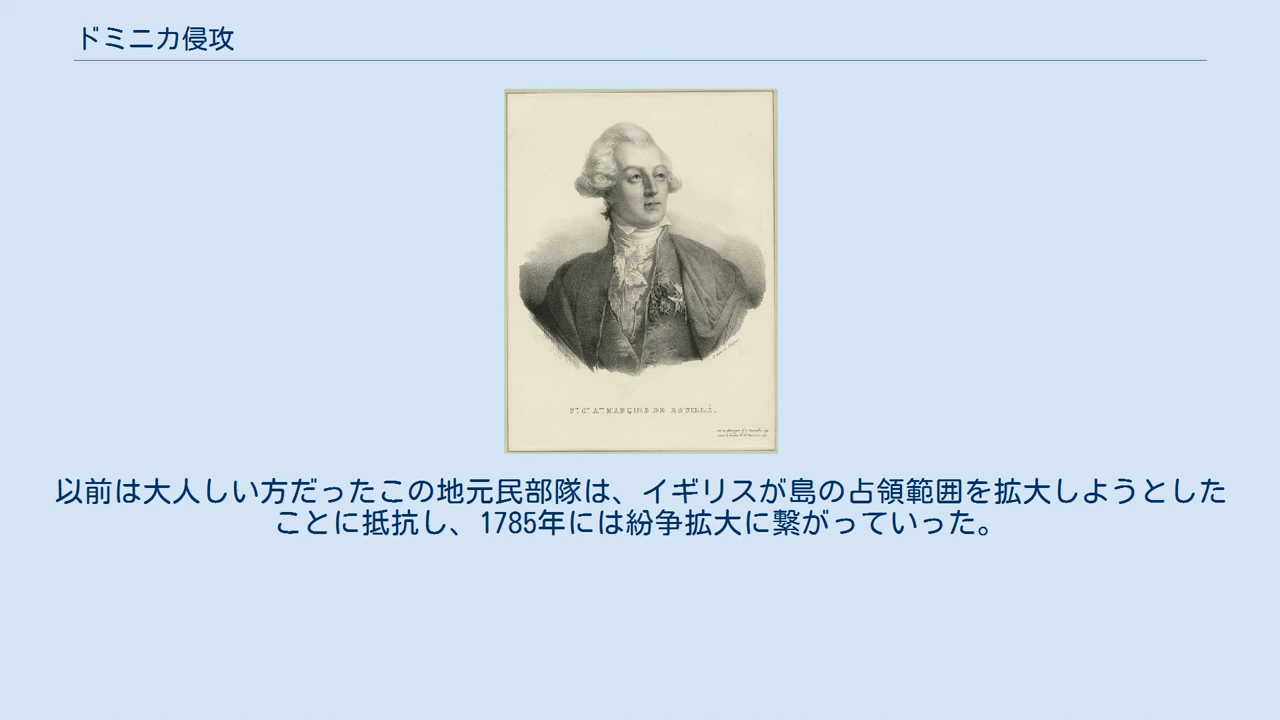 ドミニカ侵攻
MARQUIS DE
以前は大人しい方だったこの地元民部隊は、イギリスが島の占領範囲を拡大しようとした
ことに抵抗し、1785年には紛争拡大に繋がっていった。